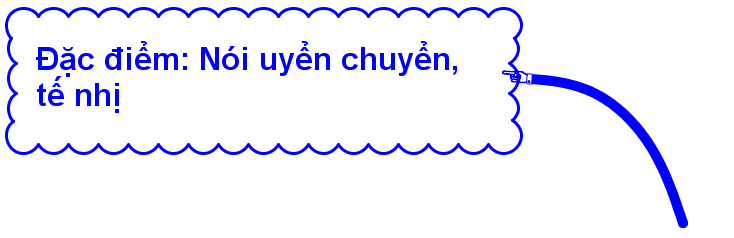 Đặc điểm: Nói uyển chuyển,
tế nhị